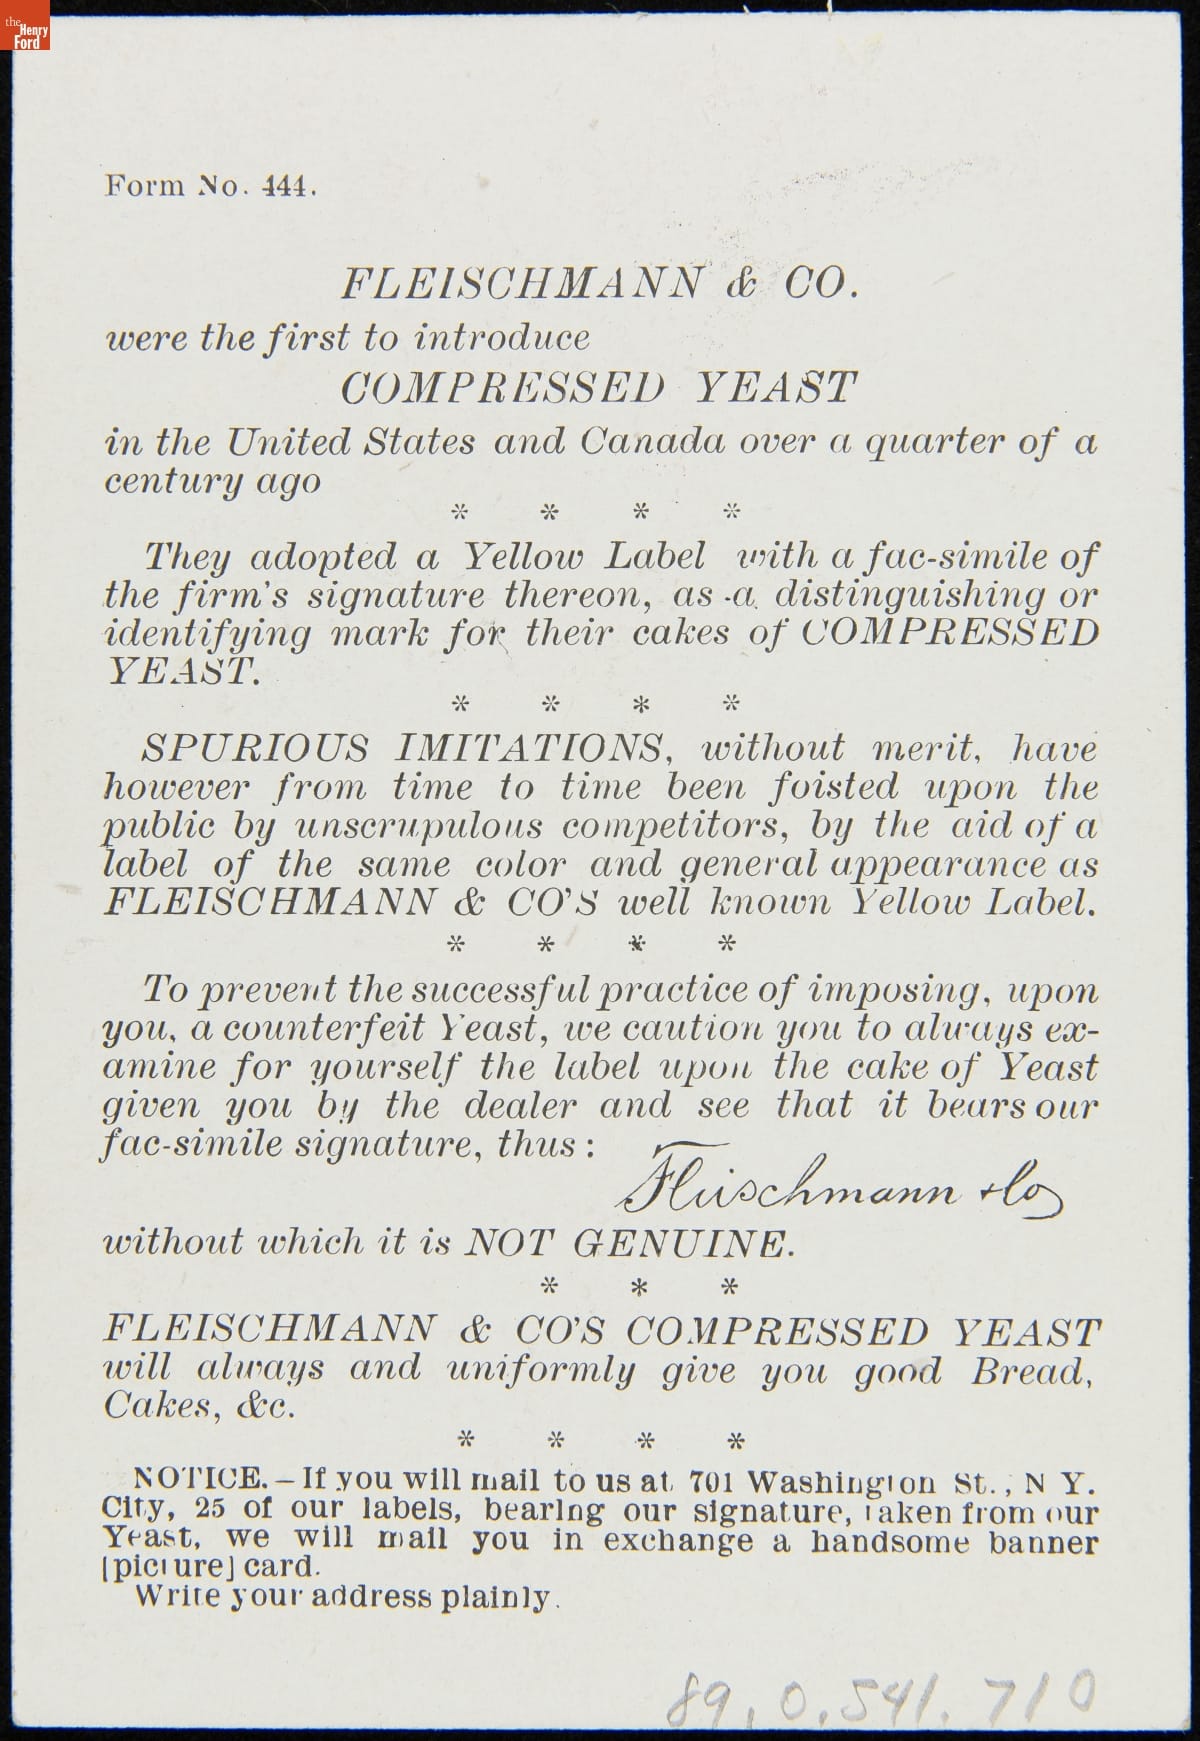 the
Henry
Ford
Form No. 444.
FLEISCHMANN & CO.
were the first to introduce
COMPRESSED YEAST
in the United States and Canada over a quarter of a
century ago
* * * *
They adopted a Yellow Label with a fac-simile of
the firm's signature thereon, as a distinguishing or
identifying mark for their cakes of COMPRESSED
YEAST.
* * * *
SPURIOUS IMITATIONS, without merit, have
however from time to time been foisted upon the
public by unscrupulous competitors, by the aid of a
label of the same color and general appearance as
FLEISCHMANN & CO'S well known Yellow Label.
* * * *
To prevent the successful practice of imposing, upon
you, a counterfeit Yeast, we caution you to always ex-
amine for yourself the label upon the cake of Yeast
given you by the dealer and see that it bears our
fac-simile signature, thus:
Fleischmann & Co
without which it is NOT GENUINE.
* * *
FLEISCHMANN & CO'S COMPRESSED YEAST
will always and uniformly give you good Bread,
Cakes, &c.
* * * *
NOTICE.—If you will mail to us at 701 Washington St., N Y.
City, 25 of our labels, bearing our signature, taken from our
Yeast, we will mail you in exchange a handsome banner
[picture] card.
Write your address plainly.
89.0.541.710